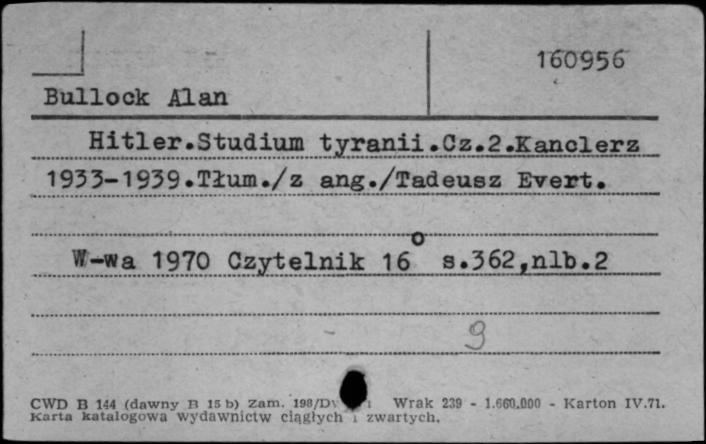 160956
Bullock Alan
Hitler.Studium tyranii.Cz.2.Kanclerz
1933-1939.Tłum./z ang./Tadeusz Evert.
W-wa 1970 Czytelnik 16° s.362,nlb.2
9
CWD B 144 (dawny B 15 b) Zam. 198/D Wrak 239 - 1.660.000 - Karton IV.71.
Karta katalogowa wydawnictw ciągłych i zwartych.